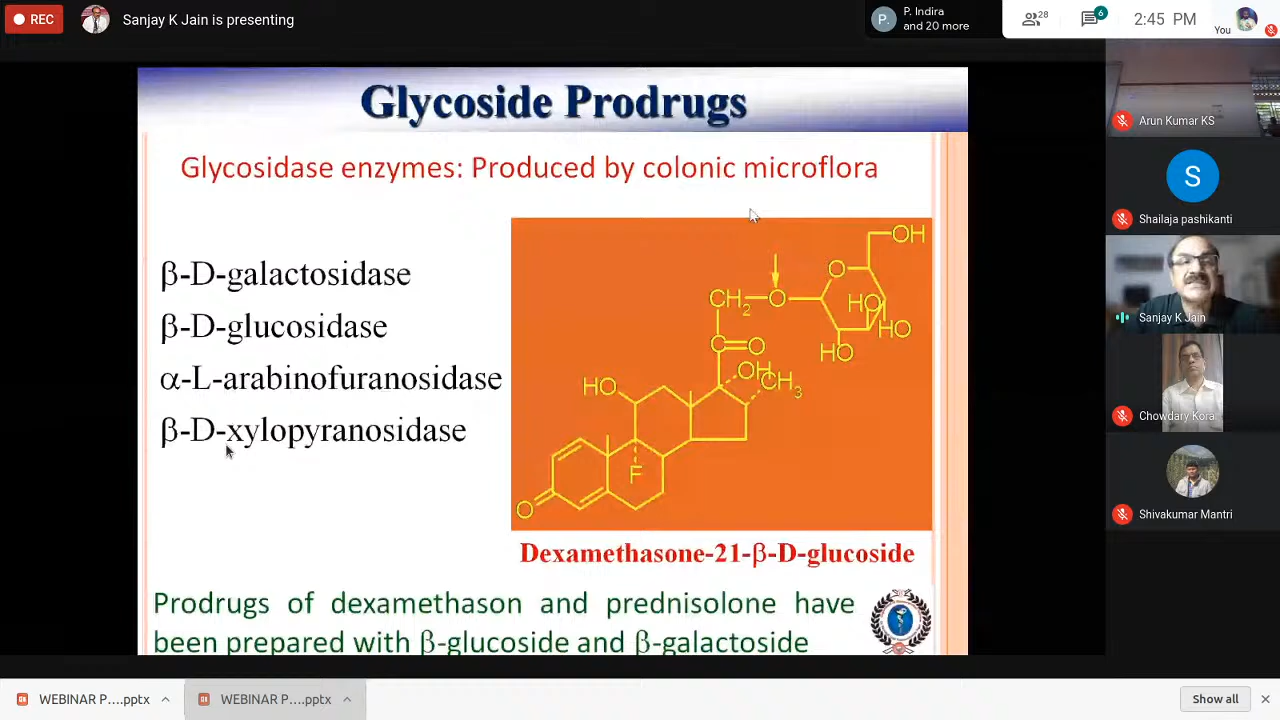 REC
Sanjay K Jain is presenting
P.
P. Indira
and 20 more
28
6
2:45 PM
You
Glycoside Prodrugs
Glycosidase enzymes: Produced by colonic microflora
β-D-galactosidase
β-D-glucosidase
α-L-arabinofuranosidase
β-D-xylopyranosidase
OH
O
CH2
O
HO
HO
HO
C
O
OH
CH3
HO
F
O
Dexamethasone-21-β-D-glucoside
Prodrugs of dexamethason and prednisolone have
been prepared with β-glucoside and β-galactoside
Arun Kumar KS
S
Shailaja pashikanti
Sanjay K Jain
Chowdary Kora
Shivakumar Mantri
WEBINAR P....pptx
WEBINAR P....pptx
Show all